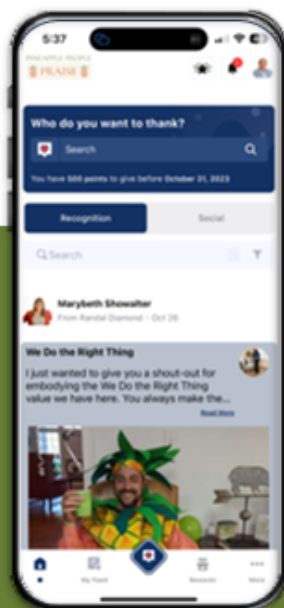 5:37
PINEAPPLE PEOPLE
PRAISE
Who do you want to thank?
Search
You have 500 points to give before October 31, 2023
Recognition
Social
Search
Marybeth Showalter
From Randal Diamond - Oct 26
We Do the Right Thing
I just wanted to give you a shout-out for
embodying the We Do the Right Thing
value we have here. You always make the...
Read More
My Feed
Rewards
More